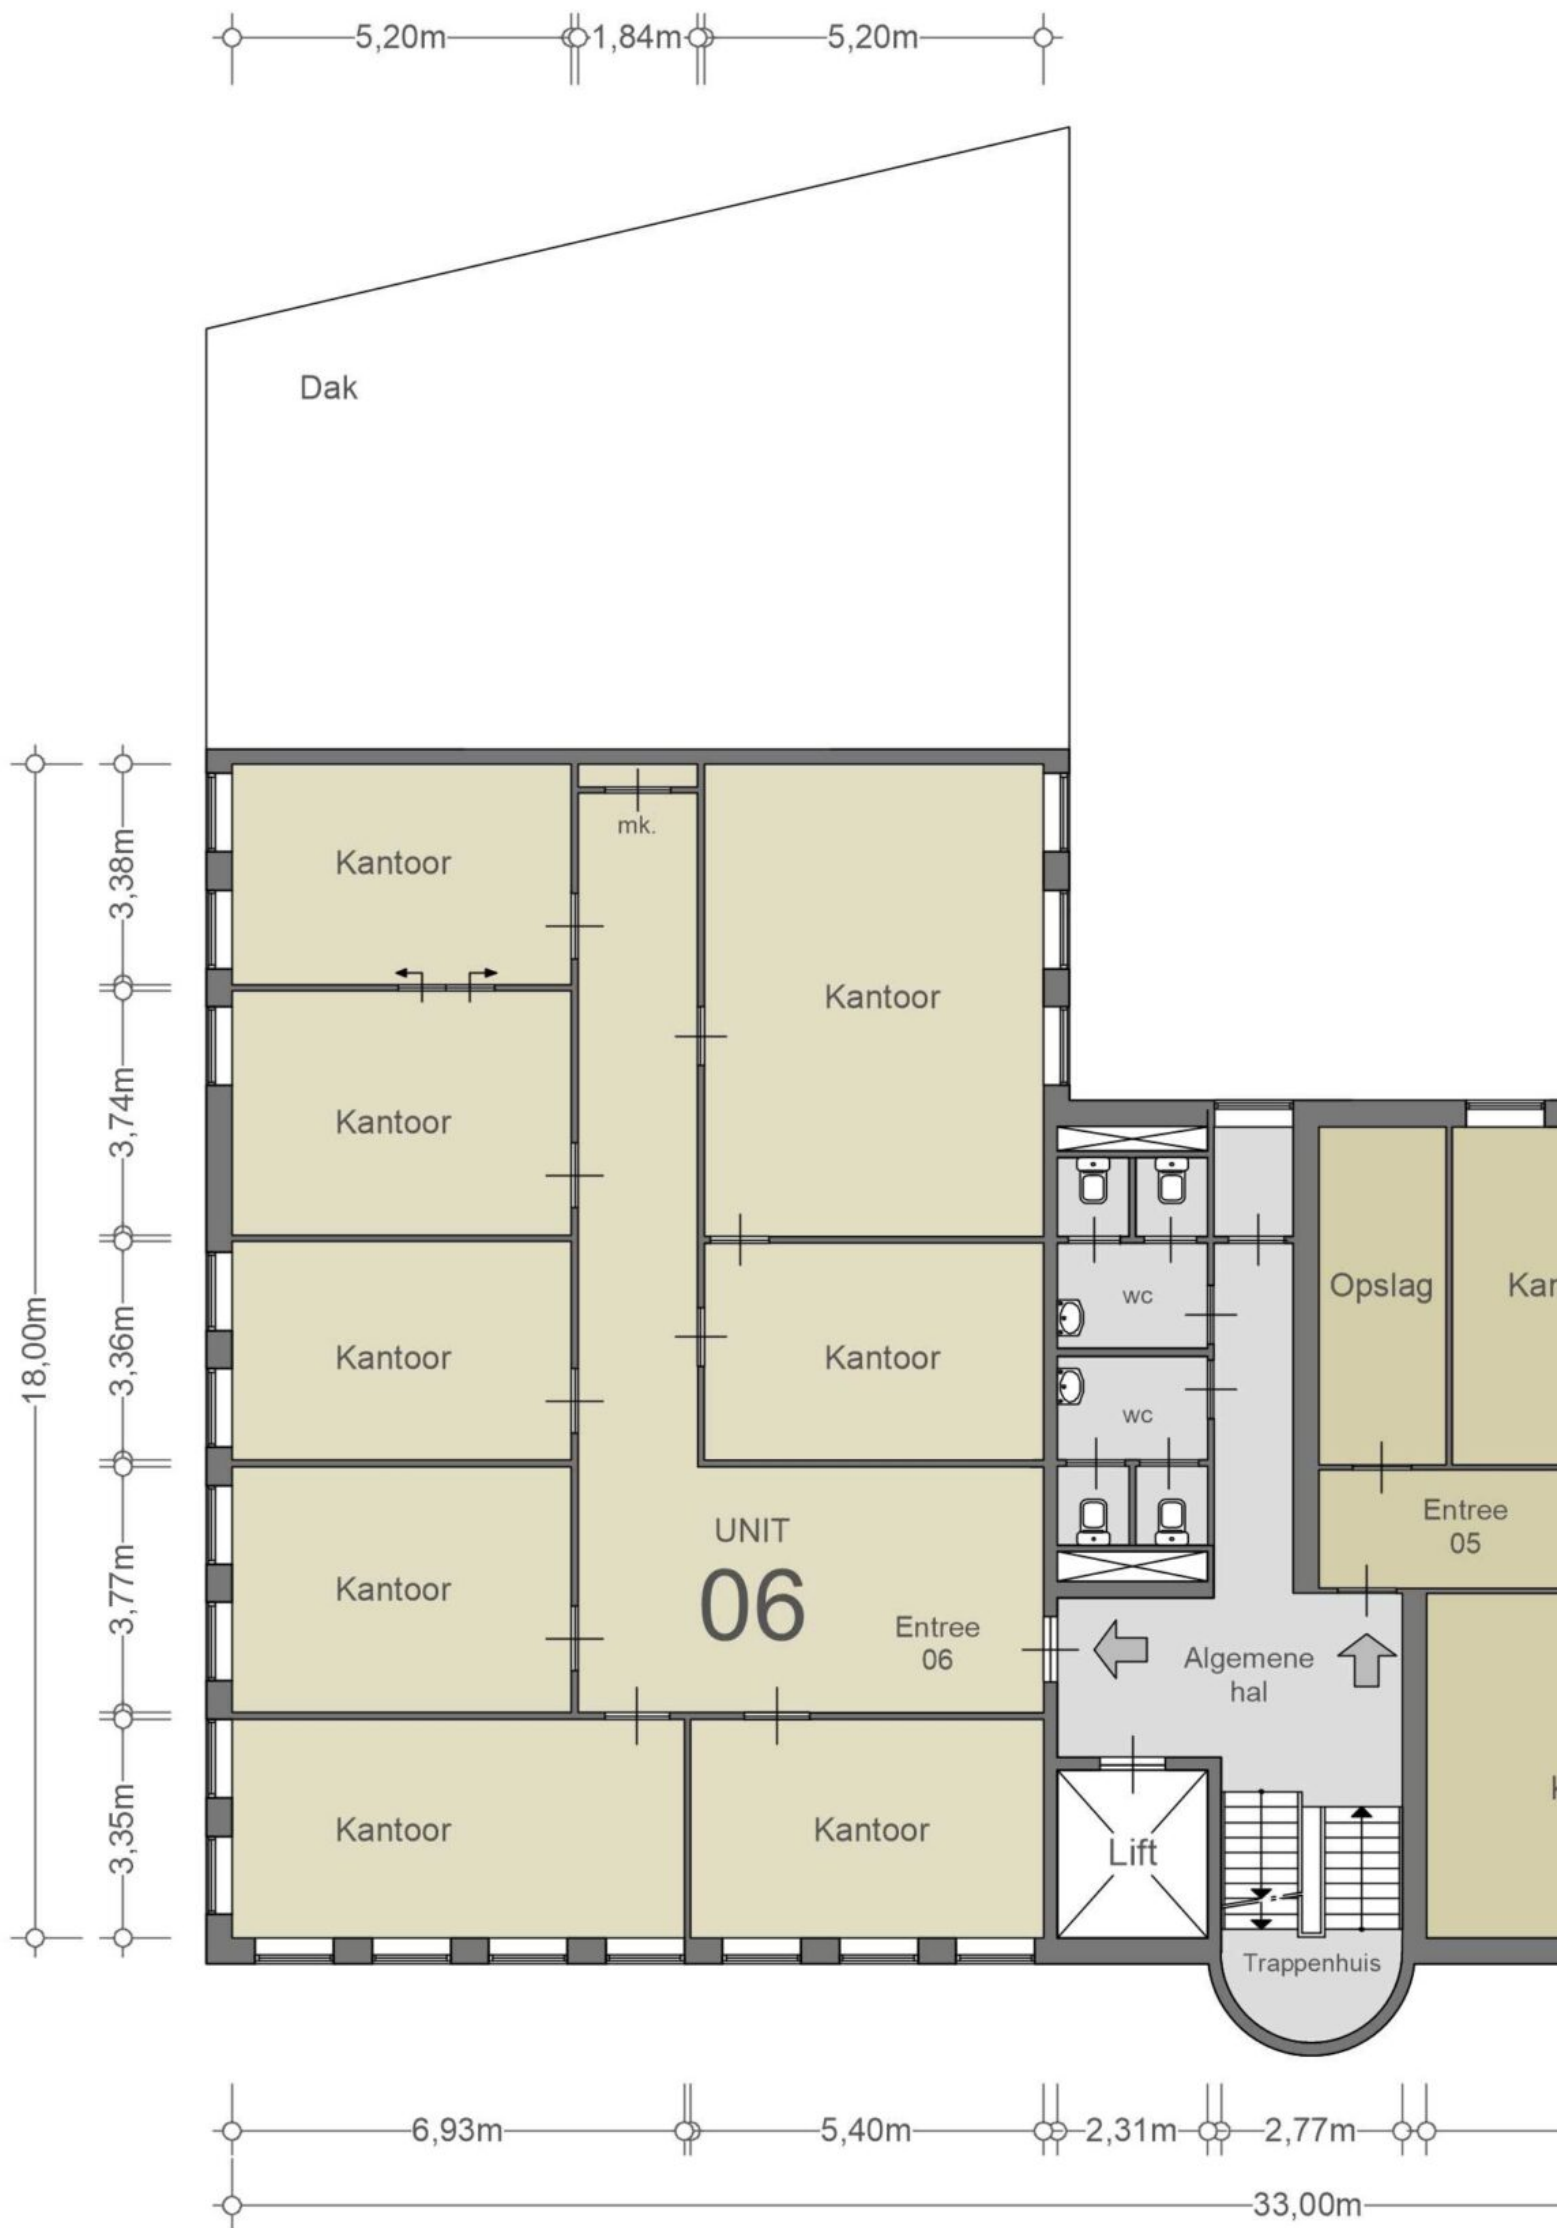 5,20m 1,84m 5,20m
Dak
3,38m
3,74m
3,36m
3,77m
3,35m
18,00m
mk.
Kantoor
Kantoor
Kantoor
Kantoor
Kantoor
Kantoor
wc
Opslag
Kan
wc
UNIT
06
Kantoor
Entree
06
Entree
05
Algemene
hal
Kantoor
Kantoor
Lift
Trappenhuis
6,93m 5,40m 2,31m 2,77m
33,00m